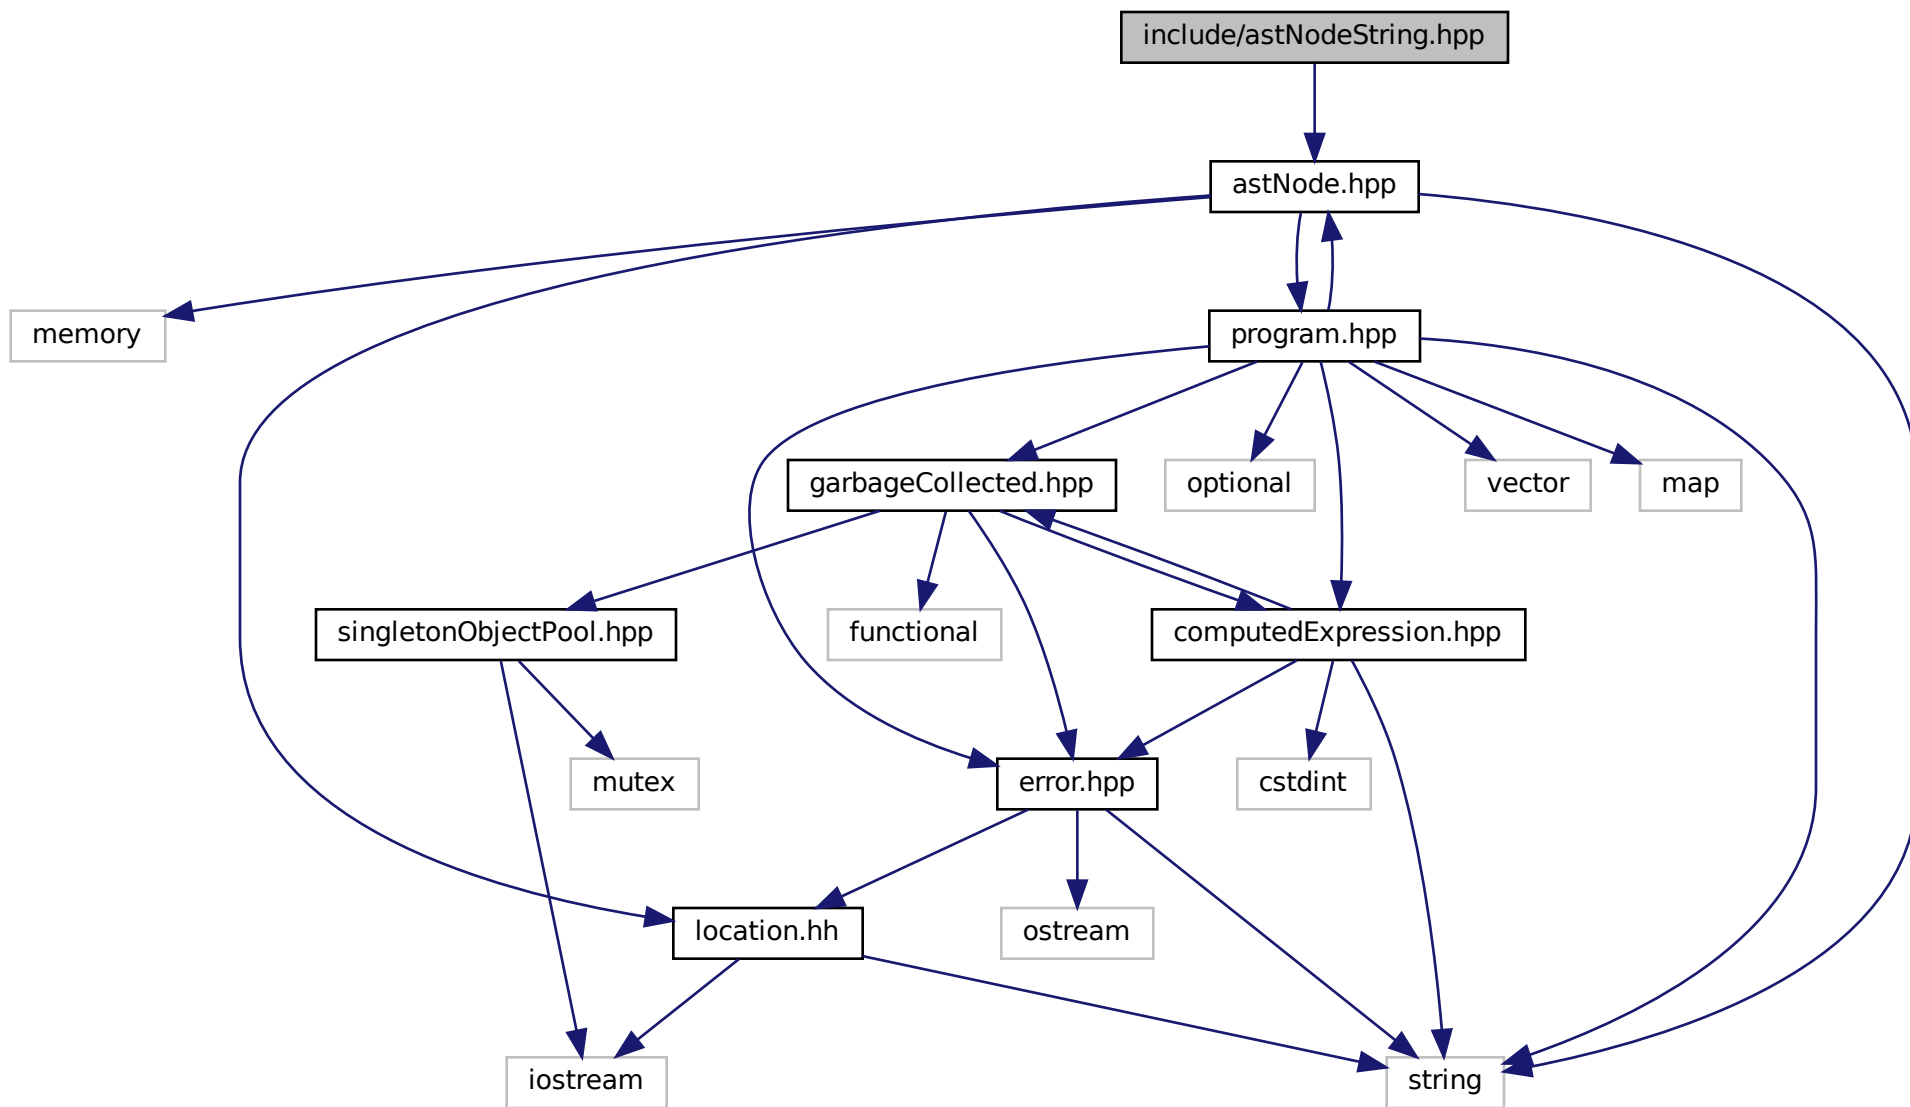 include/astNodeString.hpp
astNode.hpp
memory
program.hpp
garbageCollected.hpp
optional
vector
map
singletonObjectPool.hpp
functional
computedExpression.hpp
mutex
error.hpp
cstdint
location.hh
ostream
iostream
string